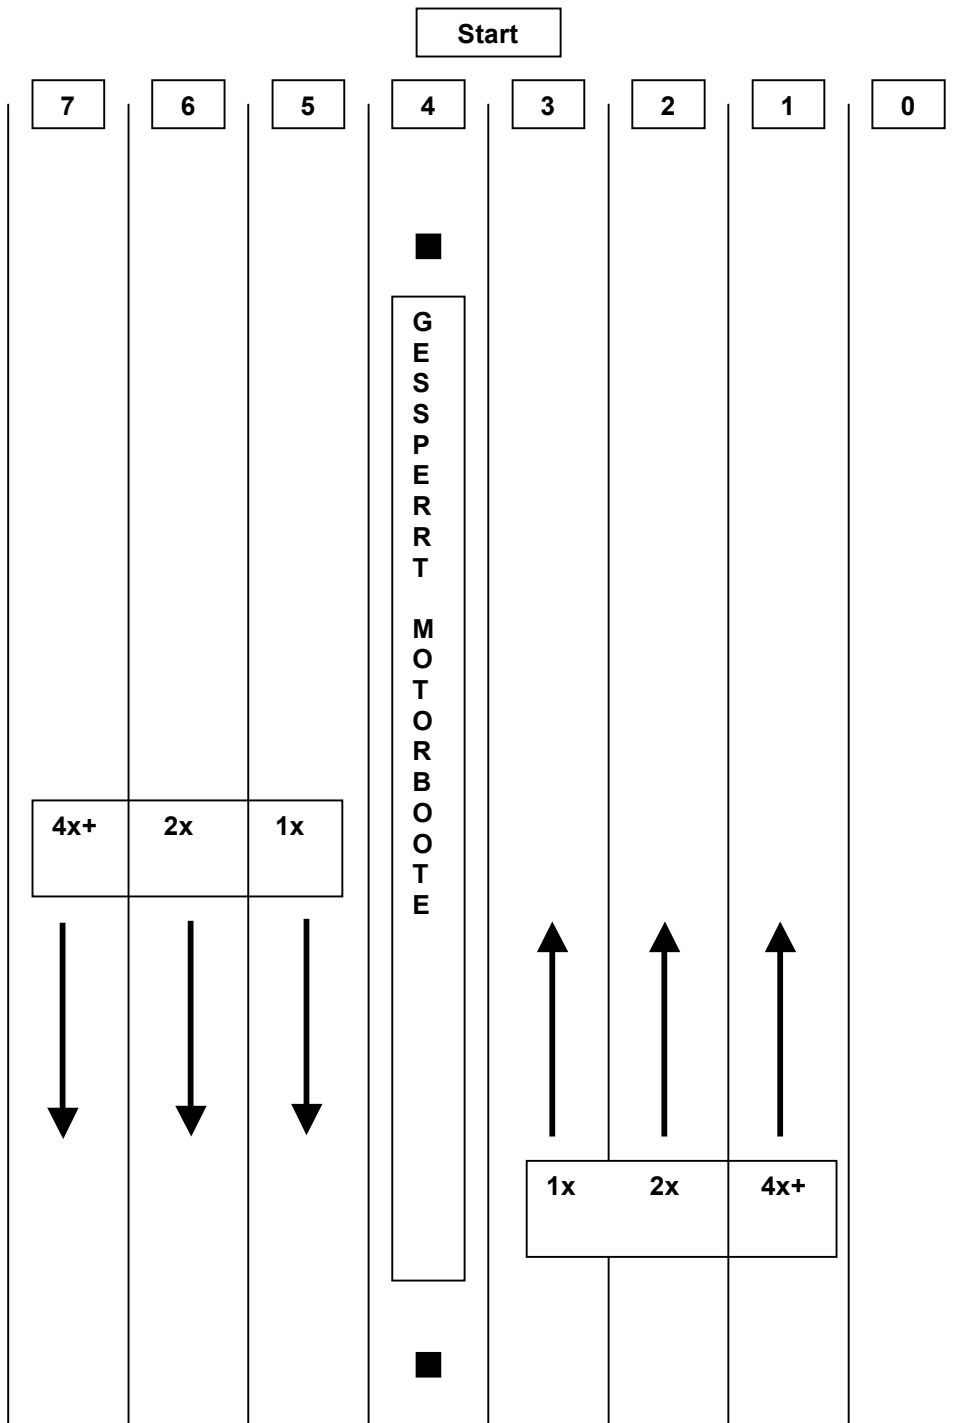 Start
7 6 5 4 3 2 1 0
GESSPERRT MOTORBOOTE
4x+ 2x 1x
1x 2x 4x+